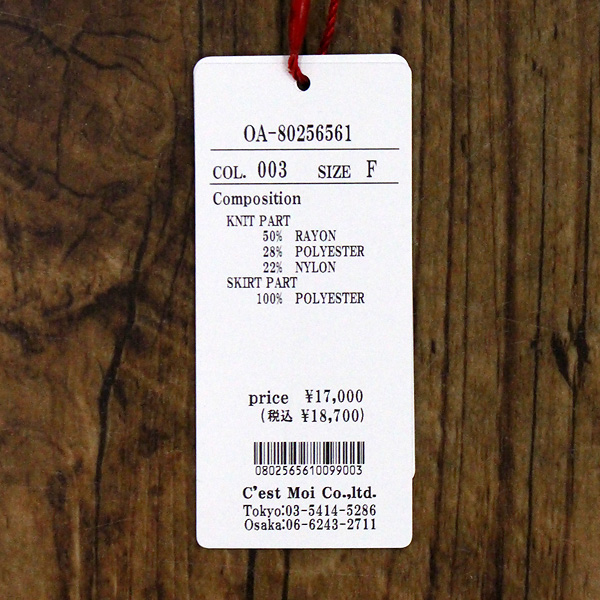 OA-80256561
COL. 003 SIZE F
Composition
KNIT PART
50% RAYON
28% POLYESTER
22% NYLON
SKIRT PART
100% POLYESTER
price ¥17,000
(税込 ¥18,700)
0802565610099003
C'est Moi Co.,ltd.
Tokyo:03-5414-5286
Osaka:06-6243-2711